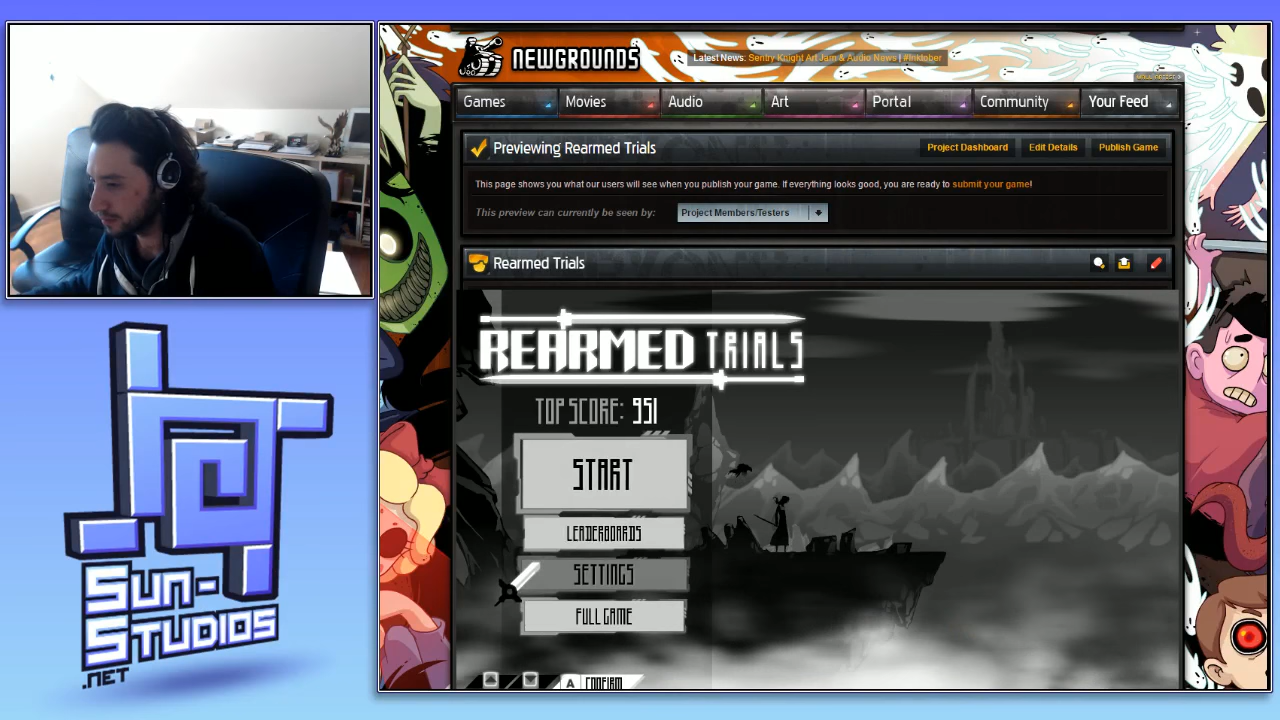 NEWGROUNDS
Latest News: Sentry Knight Art Jam & Audio News | #Inktober
Games
Movies
Audio
Art
Portal
Community
Your Feed
Previewing Rearmed Trials
Project Dashboard
Edit Details
Publish Game
This page shows you what our users will see when you publish your game. If everything looks good, you are ready to submit your game!
This preview can currently be seen by:
Project Members/Testers
Rearmed Trials
REARMED TRIALS
TOP SCORE: 951
START
LEADERBOARDS
SETTINGS
FULL GAME
A CONFIRM
SUN-
STUDIOS
.NET